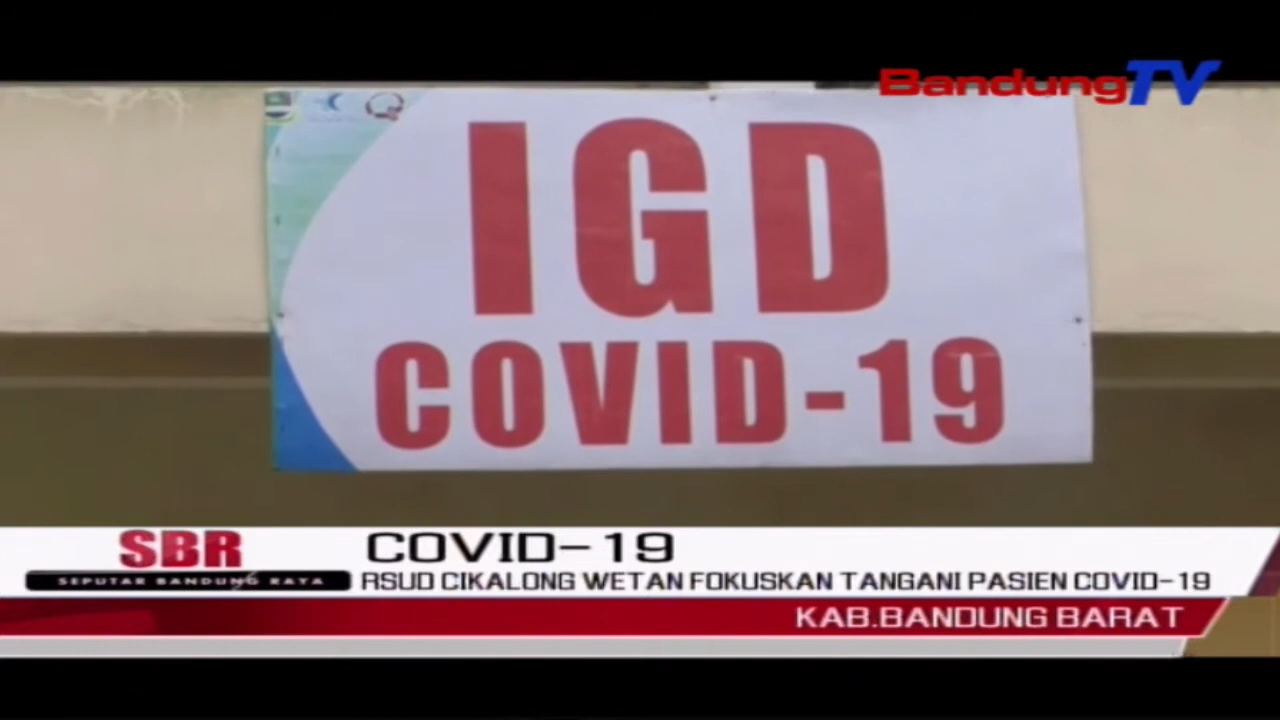 BandungTV
IGD
COVID-19
SBR
SEPUTAR BANDUNG RAYA
COVID-19
RSUD CIKALONG WETAN FOKUSKAN TANGANI PASIEN COVID-19
KAB.BANDUNG BARAT